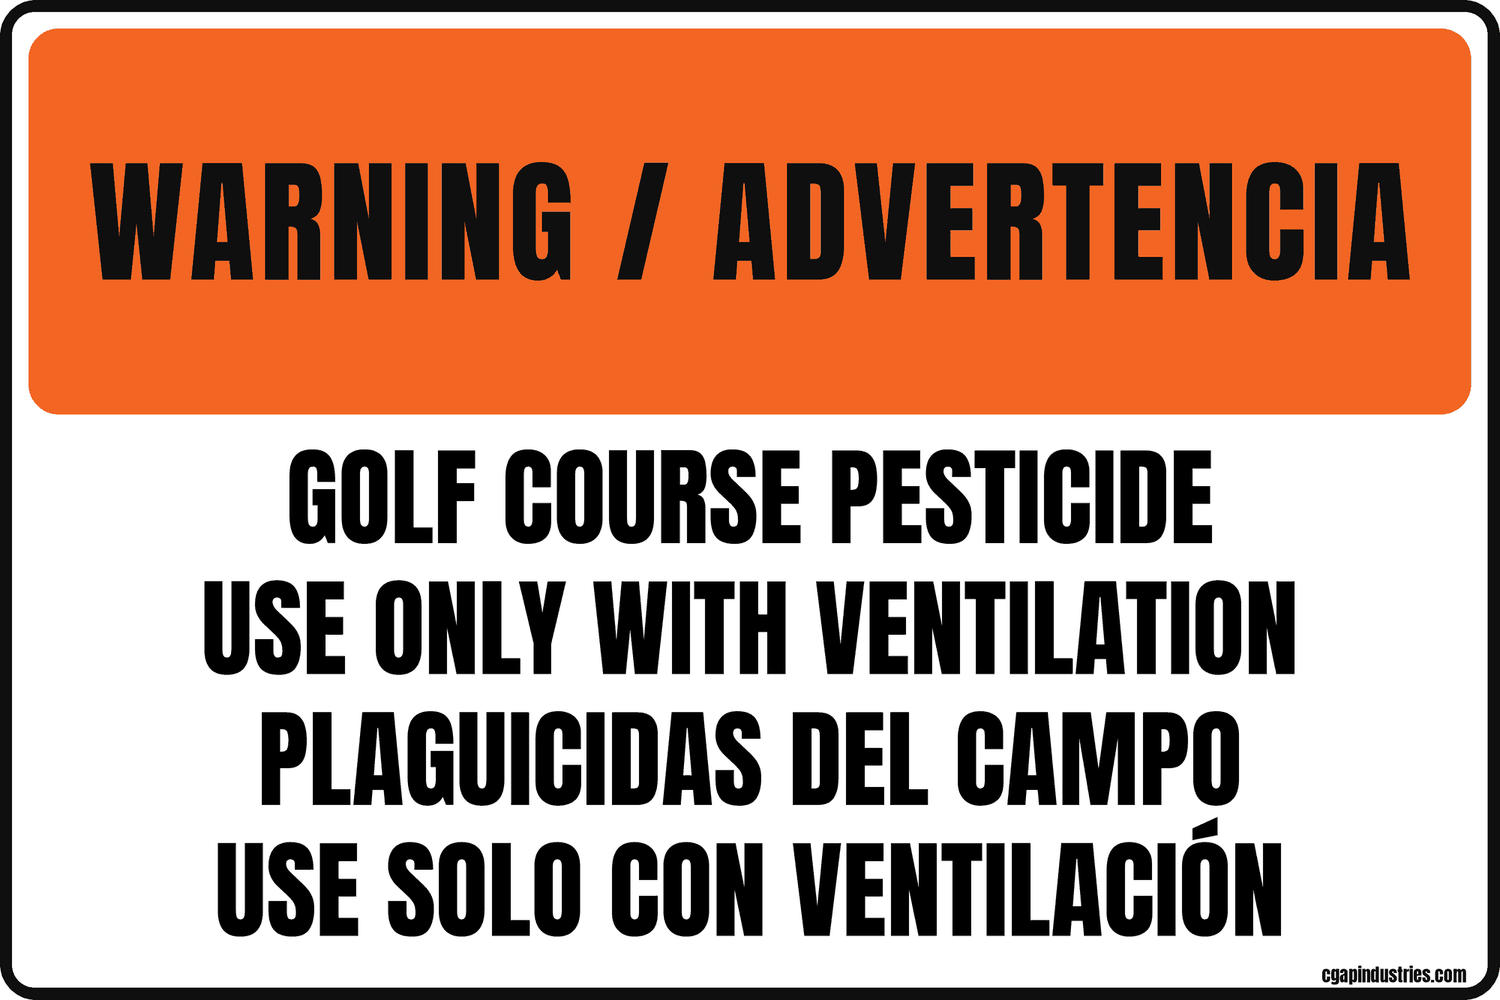 WARNING / ADVERTENCIA
GOLF COURSE PESTICIDE
USE ONLY WITH VENTILATION
PLAGUICIDAS DEL CAMPO
USE SOLO CON VENTILACIÓN
cgapindustries.com